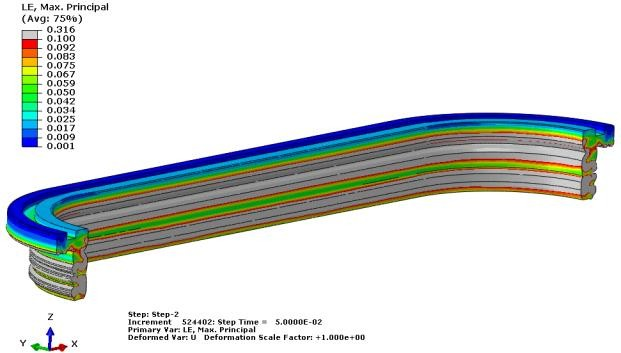 LE, Max. Principal
(Avg: 75%)
0.316
0.100
0.092
0.083
0.075
0.067
0.059
0.050
0.042
0.034
0.025
0.017
0.009
0.001
Z
Y
X
Step: Step-2
Increment 524402: Step Time = 5.0000E-02
Primary Var: LE, Max. Principal
Deformed Var: U Deformation Scale Factor: +1.000e+00